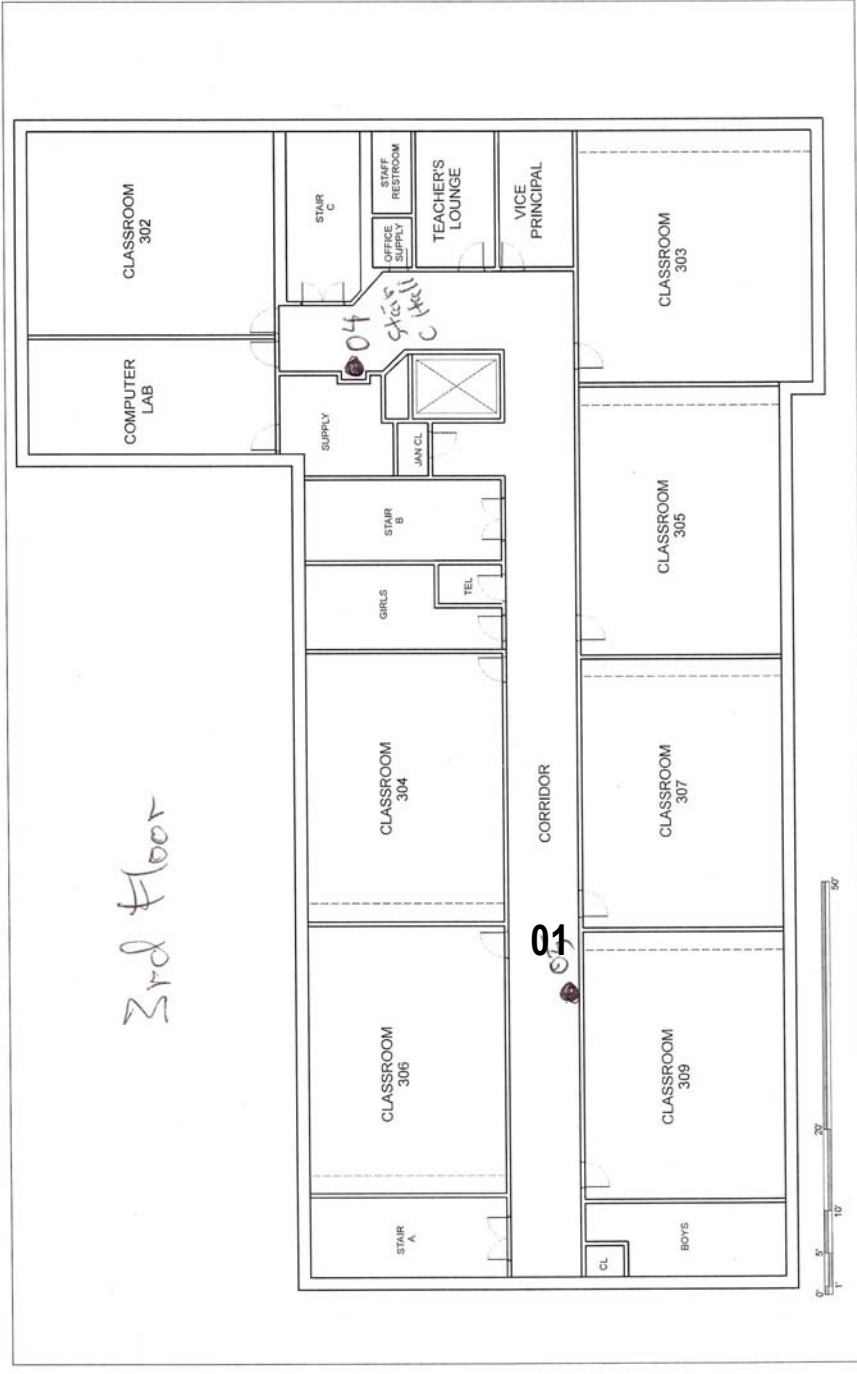 CLASSROOM
302
COMPUTER
LAB
STAIR
C
STAFF
RESTROOM
OFFICE
SUPPLY
TEACHER'S
LOUNGE
VICE
PRINCIPAL
CLASSROOM
303
04
C
SUPPLY
JAN CL
STAIR
B
GIRLS
TEL
CLASSROOM
305
3rd Floor
CLASSROOM
304
CORRIDOR
CLASSROOM
307
01
CLASSROOM
306
CLASSROOM
309
STAIR
A
CL
BOYS
0' 5' 10' 20' 50'
1'